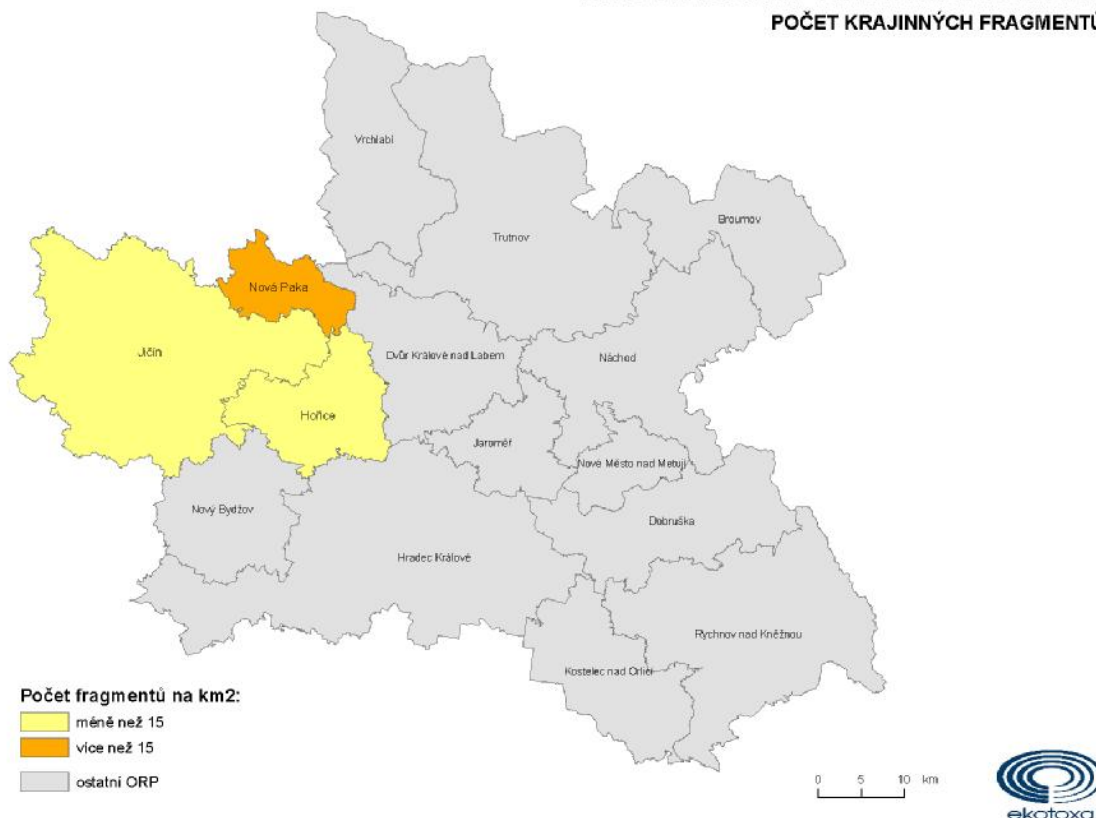 POČET KRAJINNÝCH FRAGMENTŮ
Vrchlabí
Broumov
Trutnov
Nová Paka
Jičín
Dvůr Králové nad Labem
Náchod
Hořice
Jaroměř
Nové Město nad Metují
Nový Bydžov
Dobruška
Hradec Králové
Rychnov nad Kněžnou
Kostelec nad Orlicí
Počet fragmentů na km2:
méně než 15
více než 15
ostatní ORP
0 5 10 km
ekotoxa